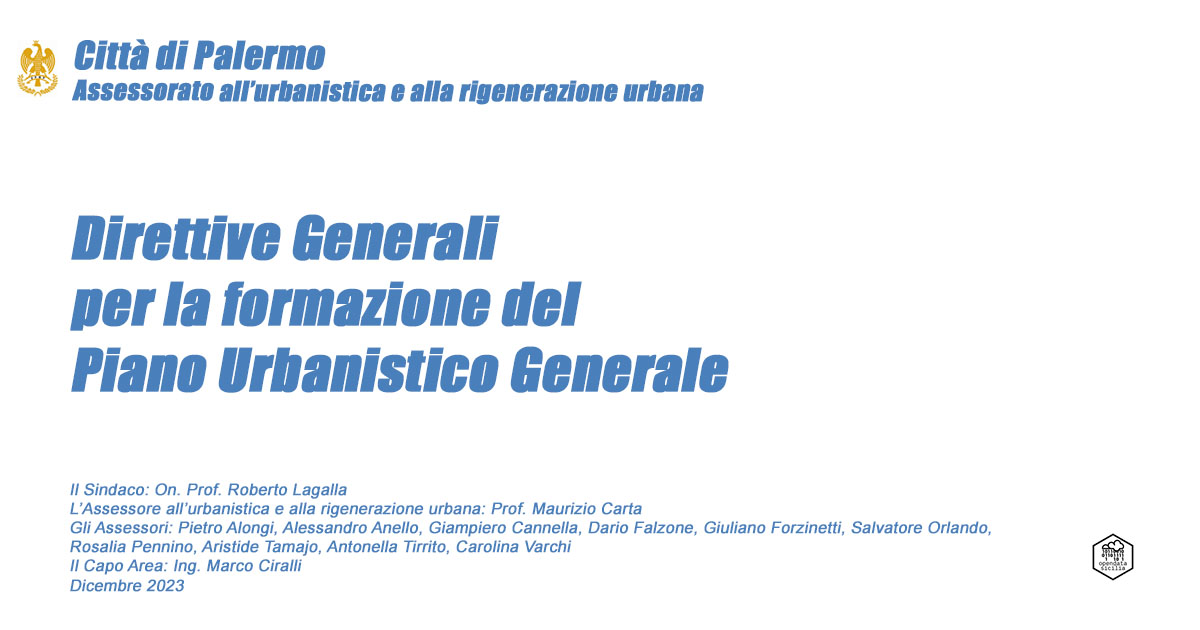 Città di Palermo
Assessorato all'urbanistica e alla rigenerazione urbana
Direttive Generali
per la formazione del
Piano Urbanistico Generale
Il Sindaco: On. Prof. Roberto Lagalla
L'Assessore all'urbanistica e alla rigenerazione urbana: Prof. Maurizio Carta
Gli Assessori: Pietro Alongi, Alessandro Anello, Giampiero Cannella, Dario Falzone, Giuliano Forzinetti, Salvatore Orlando,
Rosalia Pennino, Aristide Tamajo, Antonella Tirrito, Carolina Varchi
Il Capo Area: Ing. Marco Ciralli
Dicembre 2023
opendata
sicilia